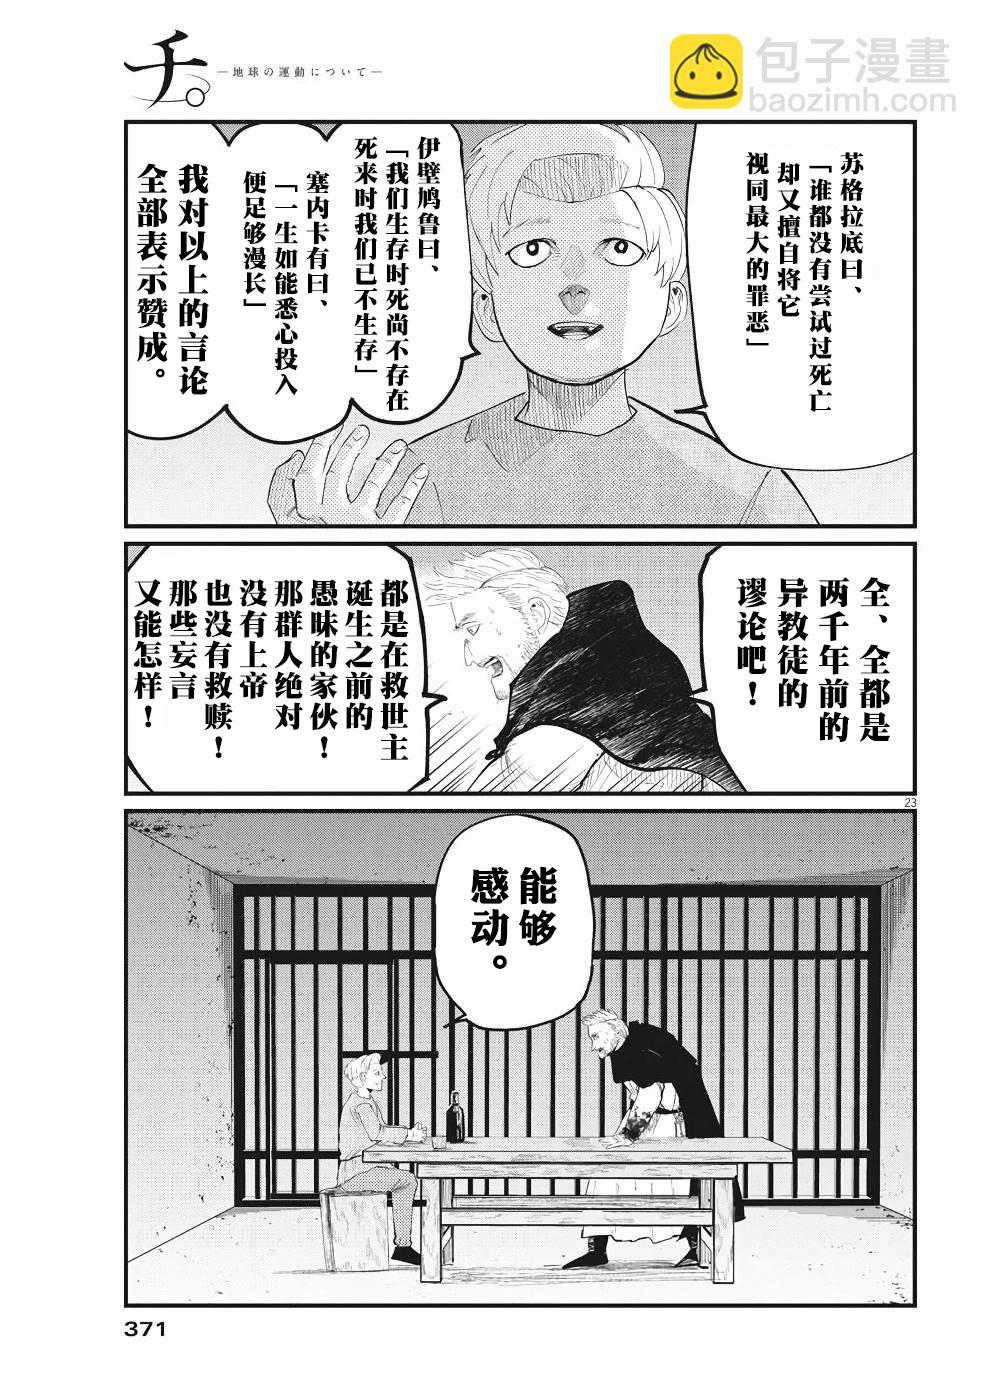 チ。
—地球の運動について—
包子漫畫
baozimh.com
苏格拉底曰、
「谁都没有尝试过死亡
却又擅自将它
视同最大的罪恶」
伊壁鸠鲁曰、
「我们生存时死尚不存在
死来时我们已不生存」
塞内卡有曰、
「一生如能悉心投入
便足够漫长」
我对以上的言论
全部表示赞成。
全、全都是
两千年前的
异教徒的
谬论吧！
都是在救世主
诞生之前的
愚昧的家伙！
那群人绝对
没有上帝
也没有救赎！
那些妄言
又能怎样！
23
能够
感动。
371